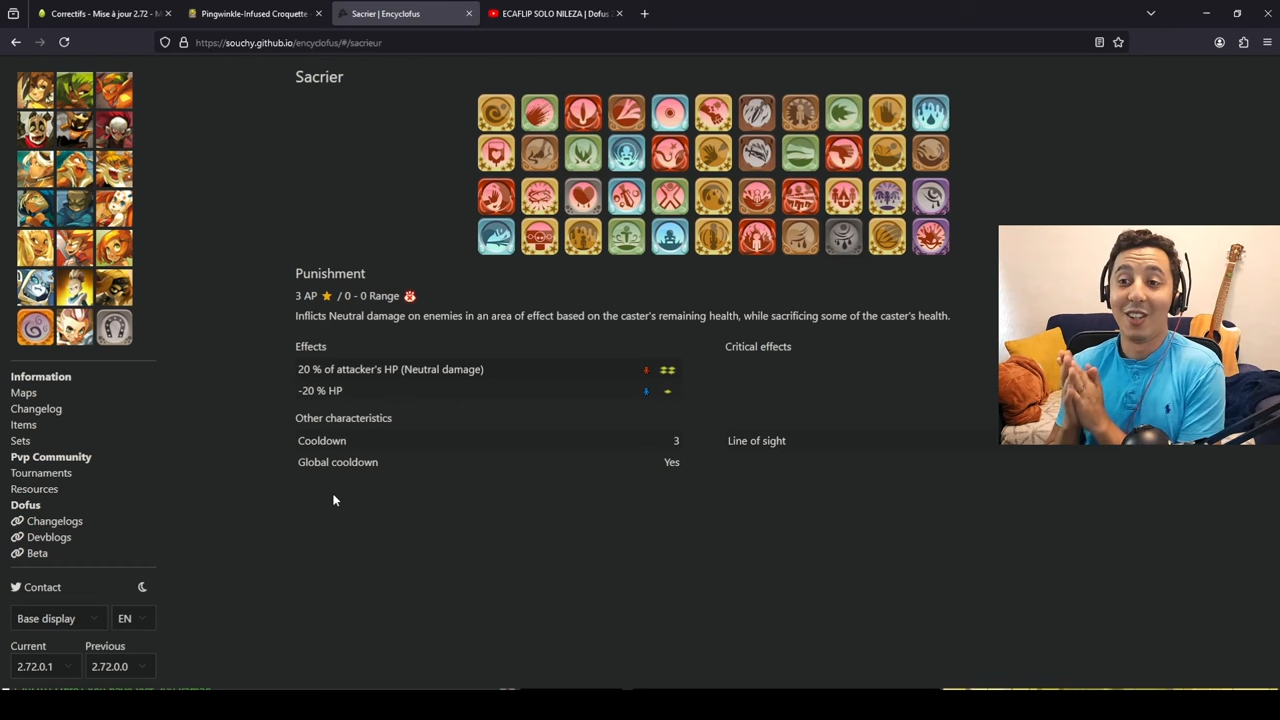 Correctifs - Mise à jour 2.72 - M
Pingwinkle-Infused Croquette
Sacrier | Encyclofus
ECAFLIP SOLO NILEZA | Dofus
https://souchy.github.io/encyclofus/#/sacrieur
Sacrier
Punishment
3 AP / 0 - 0 Range
Inflicts Neutral damage on enemies in an area of effect based on the caster's remaining health, while sacrificing some of the caster's health.
Effects
Critical effects
20 % of attacker's HP (Neutral damage)
-20 % HP
Other characteristics
Cooldown 3
Line of sight
Global cooldown Yes
Information
Maps
Changelog
Items
Sets
Pvp Community
Tournaments
Resources
Dofus
Changelogs
Devblogs
Beta
Contact
Base display EN
Current Previous
2.72.0.1 2.72.0.0